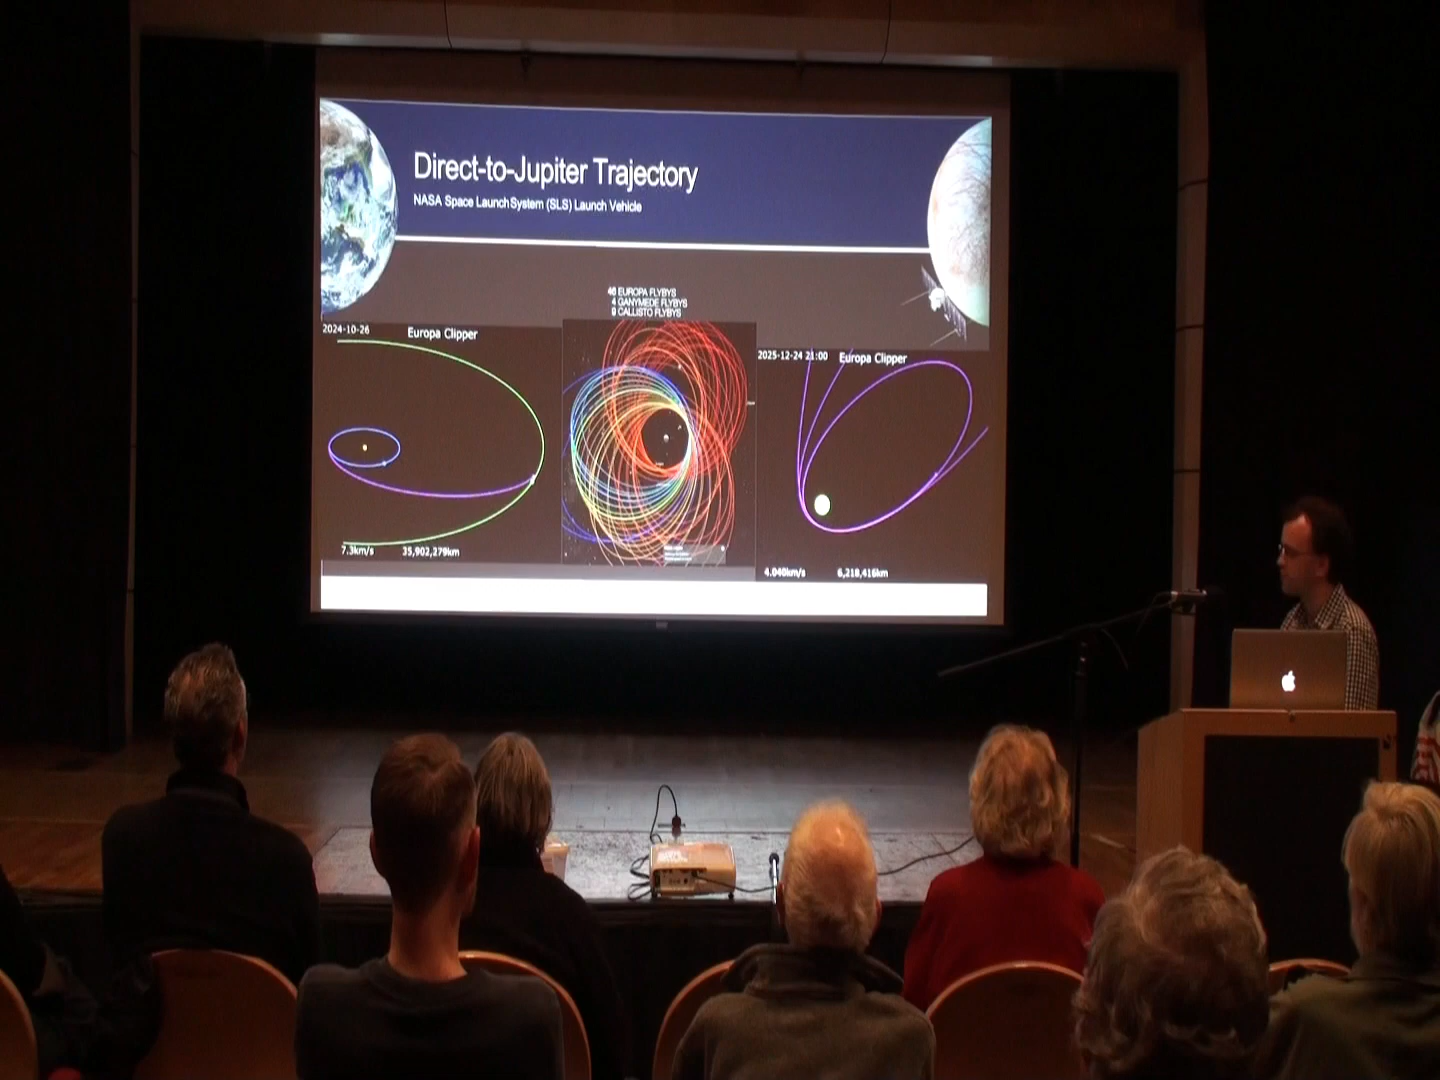 Direct-to-Jupiter Trajectory
NASA Space Launch System (SLS) Launch Vehicle
46 EUROPA FLYBYS
4 GANYMEDE FLYBYS
9 CALLISTO FLYBYS
2024-10-26 Europa Clipper
2025-12-24 21:00 Europa Clipper
7.3km/s 35,902,279km
4.040km/s 6,218,416km